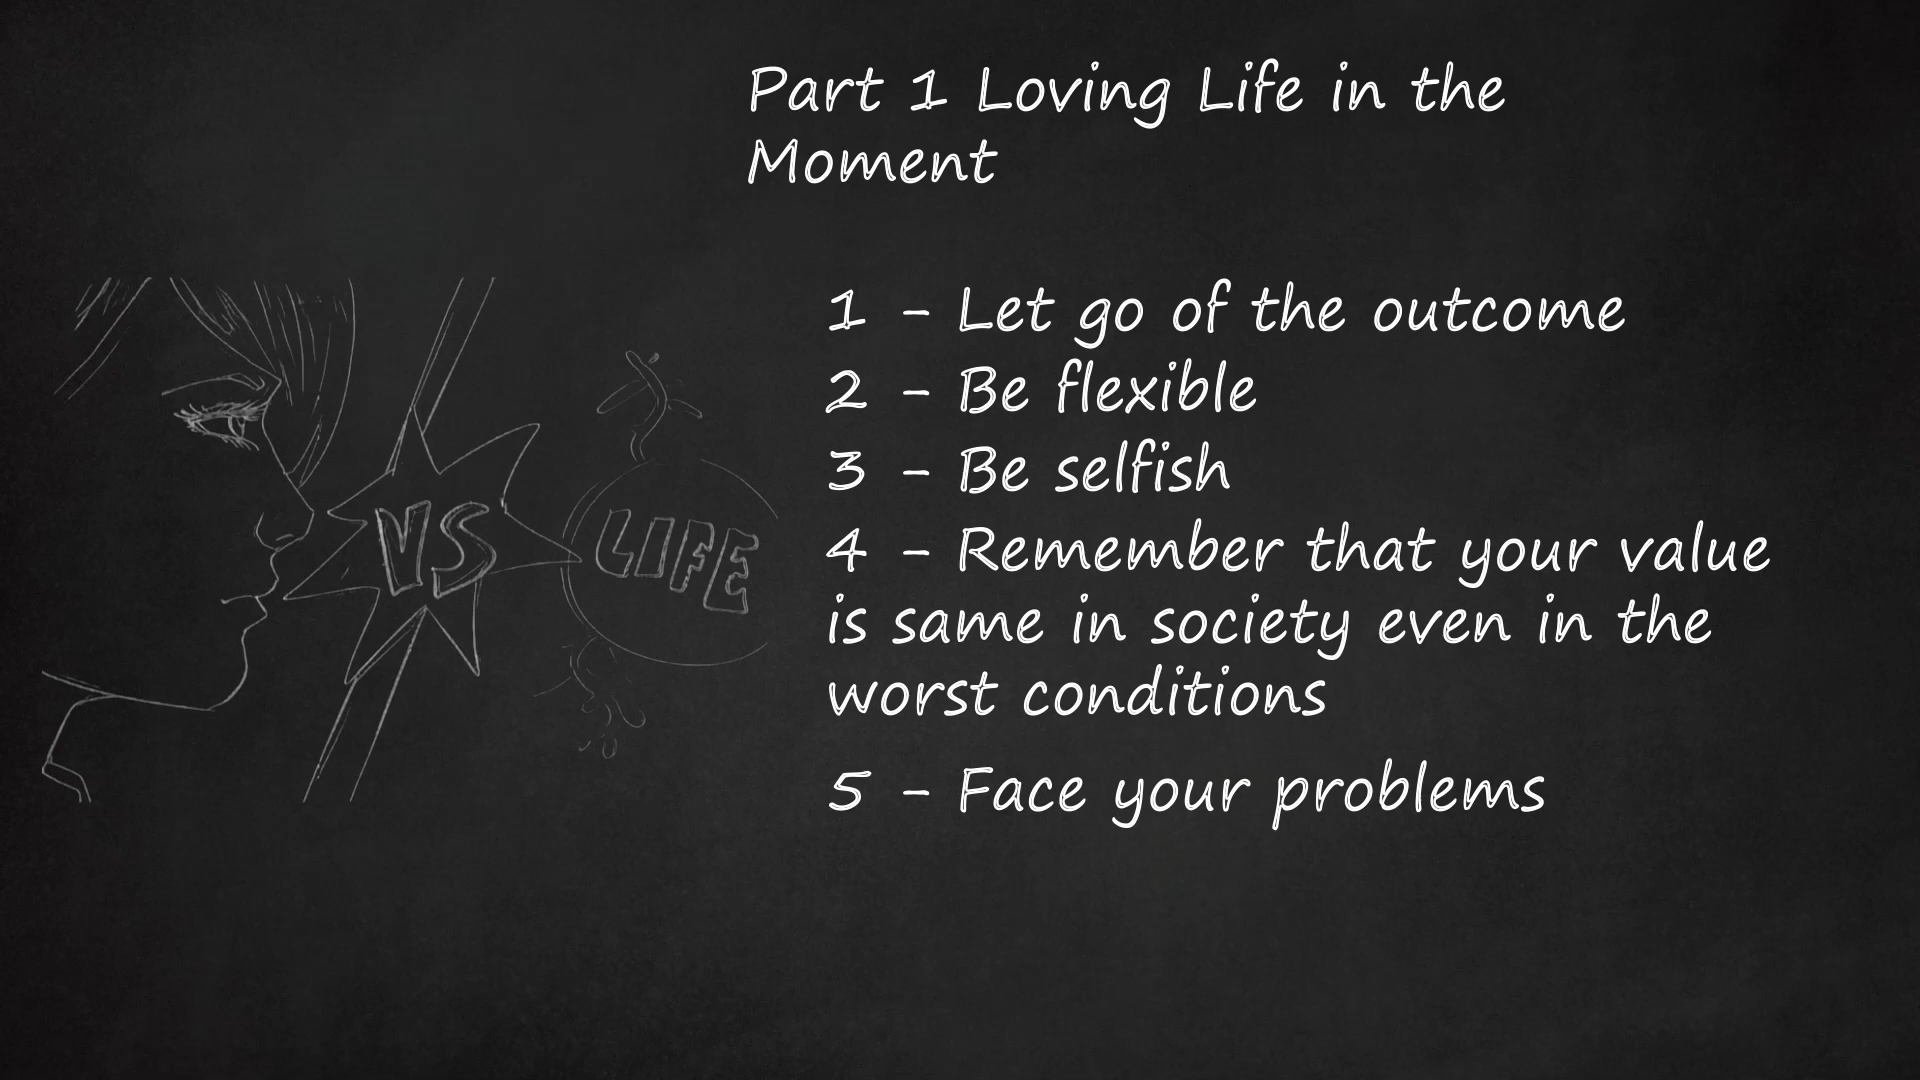 Part 1 Loving Life in the
Moment
1 - Let go of the outcome
2 - Be flexible
3 - Be selfish
4 - Remember that your value
is same in society even in the
worst conditions
5 - Face your problems
VS
LIFE